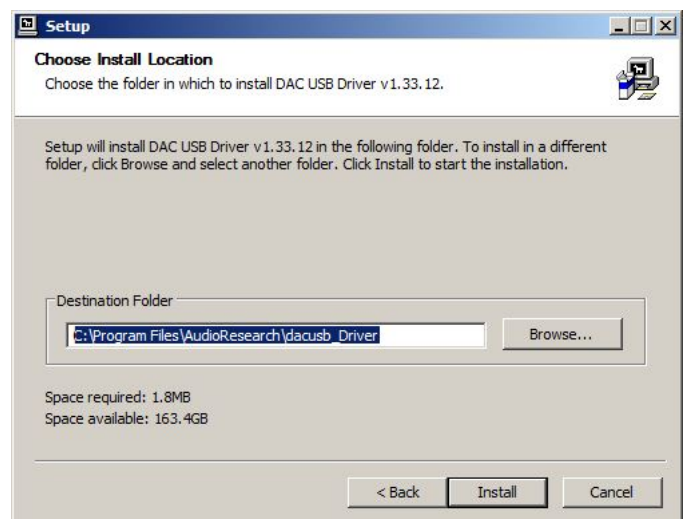 Setup
Choose Install Location
Choose the folder in which to install DAC USB Driver v1.33.12.
Setup will install DAC USB Driver v1.33.12 in the following folder. To install in a different
folder, click Browse and select another folder. Click Install to start the installation.
Destination Folder
C:\Program Files\AudioResearch\dacusb_Driver
Browse...
Space required: 1.8MB
Space available: 163.4GB
< Back
Install
Cancel